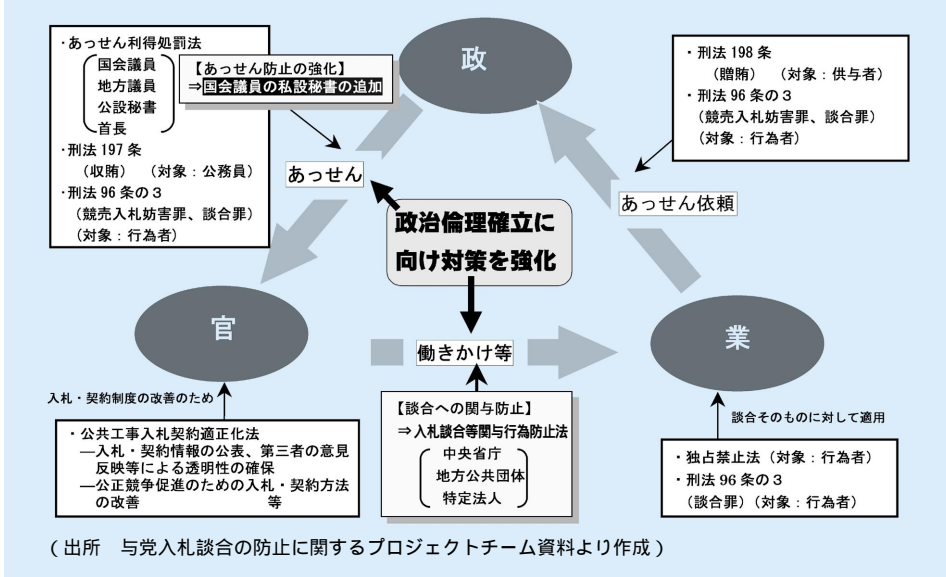 ・あっせん利得処罰法
国会議員
地方議員
公設秘書
首長
・刑法 197 条
（収賄）　（対象：公務員）
・刑法 96 条の３
（競売入札妨害罪、談合罪）
（対象：行為者）
【あっせん防止の強化】
⇒国会議員の私設秘書の追加
政
・刑法 198 条
（贈賄）　（対象：供与者）
・刑法 96 条の３
（競売入札妨害罪、談合罪）
（対象：行為者）
あっせん
あっせん依頼
政治倫理確立に
向け対策を強化
官
働きかけ等
業
入札・契約制度の改善のため
・公共工事入札契約適正化法
―入札・契約情報の公表、第三者の意見
反映等による透明性の確保
―公正競争促進のための入札・契約方法
の改善　　　　　　等
【談合への関与防止】
⇒入札談合等関与行為防止法
中央省庁
地方公共団体
特定法人
談合そのものに対して適用
・独占禁止法（対象：行為者）
・刑法 96 条の３
（談合罪）（対象：行為者）
（出所　与党入札談合の防止に関するプロジェクトチーム資料より作成）